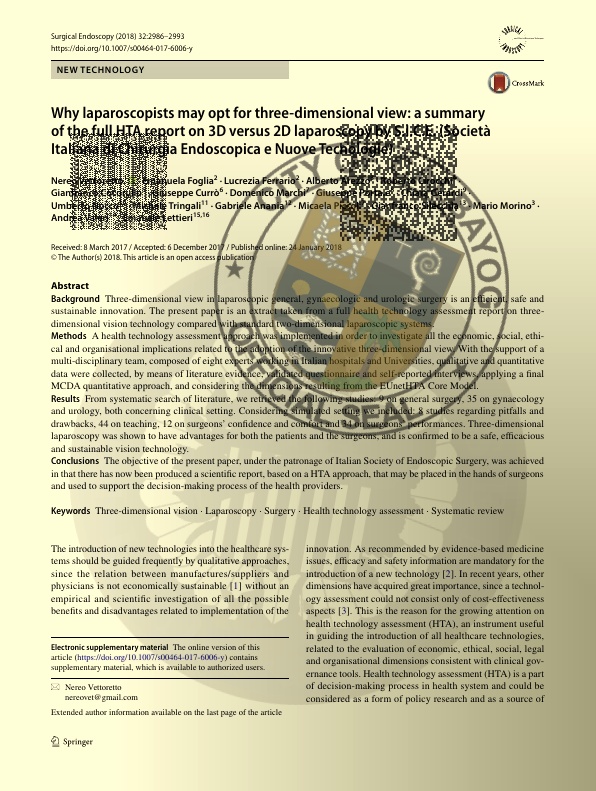 Surgical Endoscopy (2018) 32:2986–2993
https://doi.org/10.1007/s00464-017-6006-y
NEW TECHNOLOGY
CrossMark
Why laparoscopists may opt for three-dimensional view: a summary
of the full HTA report on 3D versus 2D laparoscopy by S.I.C.E. (Società
Italiana di Chirurgia Endoscopica e Nuove Tecnologie)
Emanuela Foglia² · Lucrezia Ferrario² · Alberto
Giuseppe Currò⁶ · Domenico Marchi
Tringali¹¹ · Gabriele Anania¹² · Micaela · Mario Morino³ ·
Lettieri¹⁵,¹⁶
Received: 8 March 2017 / Accepted: 6 December 2017 / Published online: 24 January 2018
© The Author(s) 2018. This article is an open access publication
Abstract
Background Three-dimensional view in laparoscopic general, gynaecologic and urologic surgery is an efficient, safe and
sustainable innovation. The present paper is an extract taken from a full health technology assessment report on three-
dimensional vision technology compared with standard two-dimensional laparoscopic systems.
Methods A health technology assessment approach was implemented in order to investigate all the economic, social, ethi-
cal and organisational implications related to the adoption of the innovative three-dimensional view. With the support of a
multi-disciplinary team, composed of eight experts working in Italian hospitals and Universities, qualitative and quantitative
data were collected, by means of literature evidence, validated questionnaire and self-reported interviews, applying a final
MCDA quantitative approach, and considering the dimensions resulting from the EUnetHTA Core Model.
Results From systematic search of literature, we retrieved the following studies: 9 on general surgery, 35 on gynaecology
and urology, both concerning clinical setting. Considering simulated setting we included: 8 studies regarding pitfalls and
drawbacks, 44 on teaching, 12 on surgeons' confidence and comfort and 34 on surgeons' performances. Three-dimensional
laparoscopy was shown to have advantages for both the patients and the surgeons, and is confirmed to be a safe, efficacious
and sustainable vision technology.
Conclusions The objective of the present paper, under the patronage of Italian Society of Endoscopic Surgery, was achieved
in that there has now been produced a scientific report, based on a HTA approach, that may be placed in the hands of surgeons
and used to support the decision-making process of the health providers.
Keywords Three-dimensional vision · Laparoscopy · Surgery · Health technology assessment · Systematic review
The introduction of new technologies into the healthcare sys-
tems should be guided frequently by qualitative approaches,
since the relation between manufactures/suppliers and
physicians is not economically sustainable [1] without an
empirical and scientific investigation of all the possible
benefits and disadvantages related to implementation of the
Electronic supplementary material The online version of this
article (https://doi.org/10.1007/s00464-017-6006-y) contains
supplementary material, which is available to authorized users.
Nereo Vettoretto
nereovet@gmail.com
Extended author information available on the last page of the article
innovation. As recommended by evidence-based medicine
issues, efficacy and safety information are mandatory for the
introduction of a new technology [2]. In recent years, other
dimensions have acquired great importance, since a technol-
ogy assessment could not consist only of cost-effectiveness
aspects [3]. This is the reason for the growing attention on
health technology assessment (HTA), an instrument useful
in guiding the introduction of all healthcare technologies,
related to the evaluation of economic, ethical, social, legal
and organisational dimensions consistent with clinical gov-
ernance tools. Health technology assessment (HTA) is a part
of decision-making process in health system and could be
considered as a form of policy research and as a source of
Springer